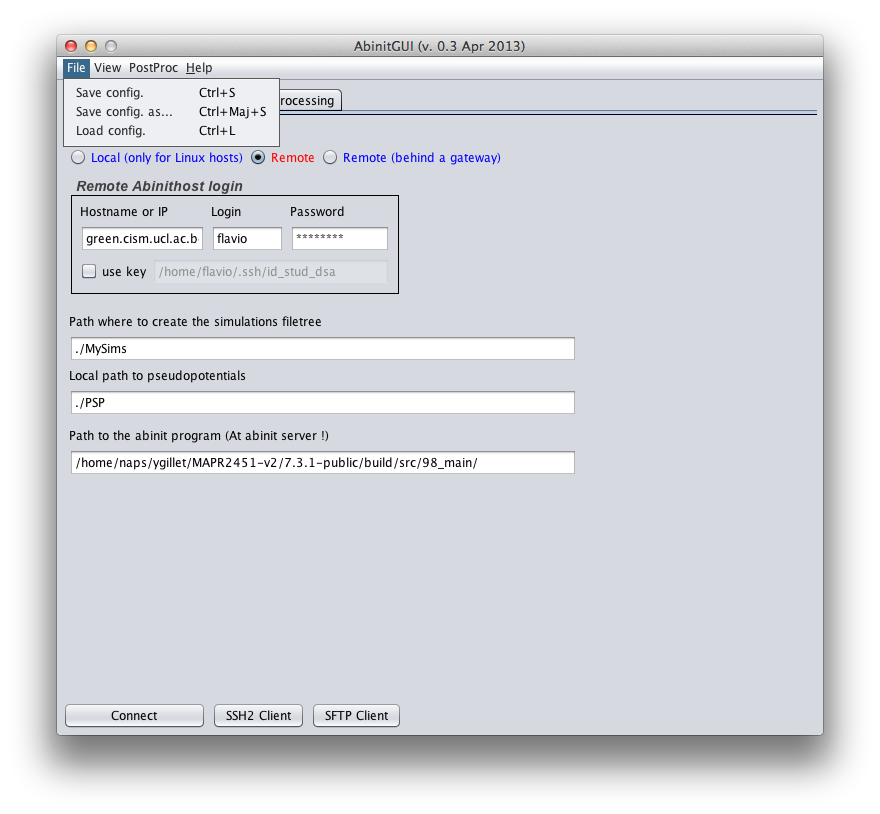 AbinitGUI (v. 0.3 Apr 2013)
File View PostProc Help
Save config. Ctrl+S
Save config. as... Ctrl+Maj+S
rocessing
Load config. Ctrl+L
Local (only for Linux hosts) Remote Remote (behind a gateway)
Remote Abinithost login
Hostname or IP Login Password
green.cism.ucl.ac.b flavio ********
use key /home/flavio/.ssh/id_stud_dsa
Path where to create the simulations filetree
./MySims
Local path to pseudopotentials
./PSP
Path to the abinit program (At abinit server !)
/home/naps/ygillet/MAPR2451-v2/7.3.1-public/build/src/98_main/
Connect SSH2 Client SFTP Client